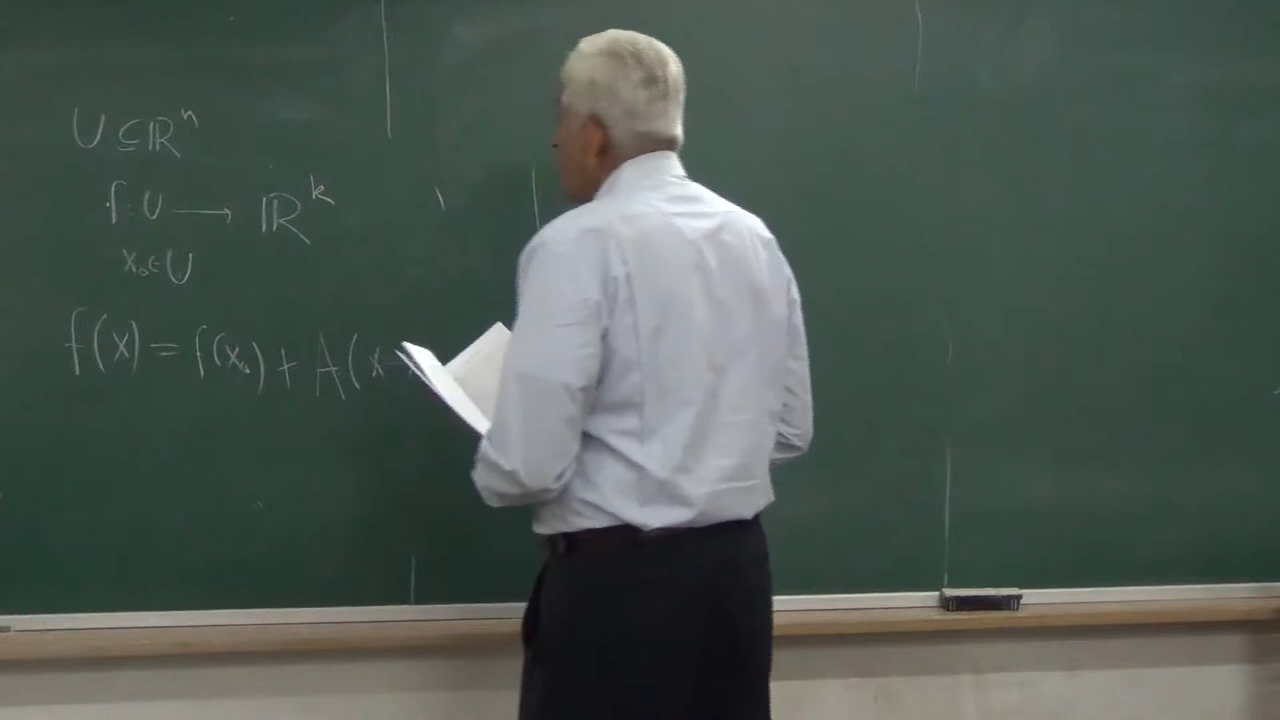 U ⊆ ℝⁿ
f : U ⟶ ℝᵏ
x₀ ∈ U
f(x) = f(x₀) + A(x -